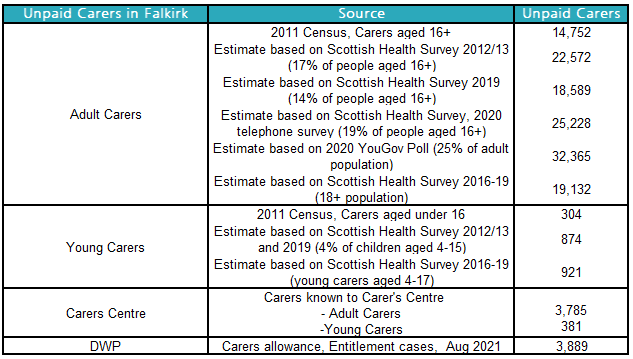 Unpaid Carers in Falkirk Source Unpaid Carers
Adult Carers
2011 Census, Carers aged 16+ 14,752
Estimate based on Scottish Health Survey 2012/13
(17% of people aged 16+) 22,572
Estimate based on Scottish Health Survey 2019
(14% of people aged 16+) 18,589
Estimate based on Scottish Health Survey, 2020
telephone survey (19% of people aged 16+) 25,228
Estimate based on 2020 YouGov Poll (25% of adult
population) 32,365
Estimate based on Scottish Health Survey 2016-19
(18+ population) 19,132
Young Carers
2011 Census, Carers aged under 16 304
Estimate based on Scottish Health Survey 2012/13
and 2019 (4% of children aged 4-15) 874
Estimate based on Scottish Health Survey 2016-19
(young carers aged 4-17) 921
Carers Centre
Carers known to Carer's Centre
- Adult Carers 3,785
-Young Carers 381
DWP Carers allowance, Entitlement cases, Aug 2021 3,889